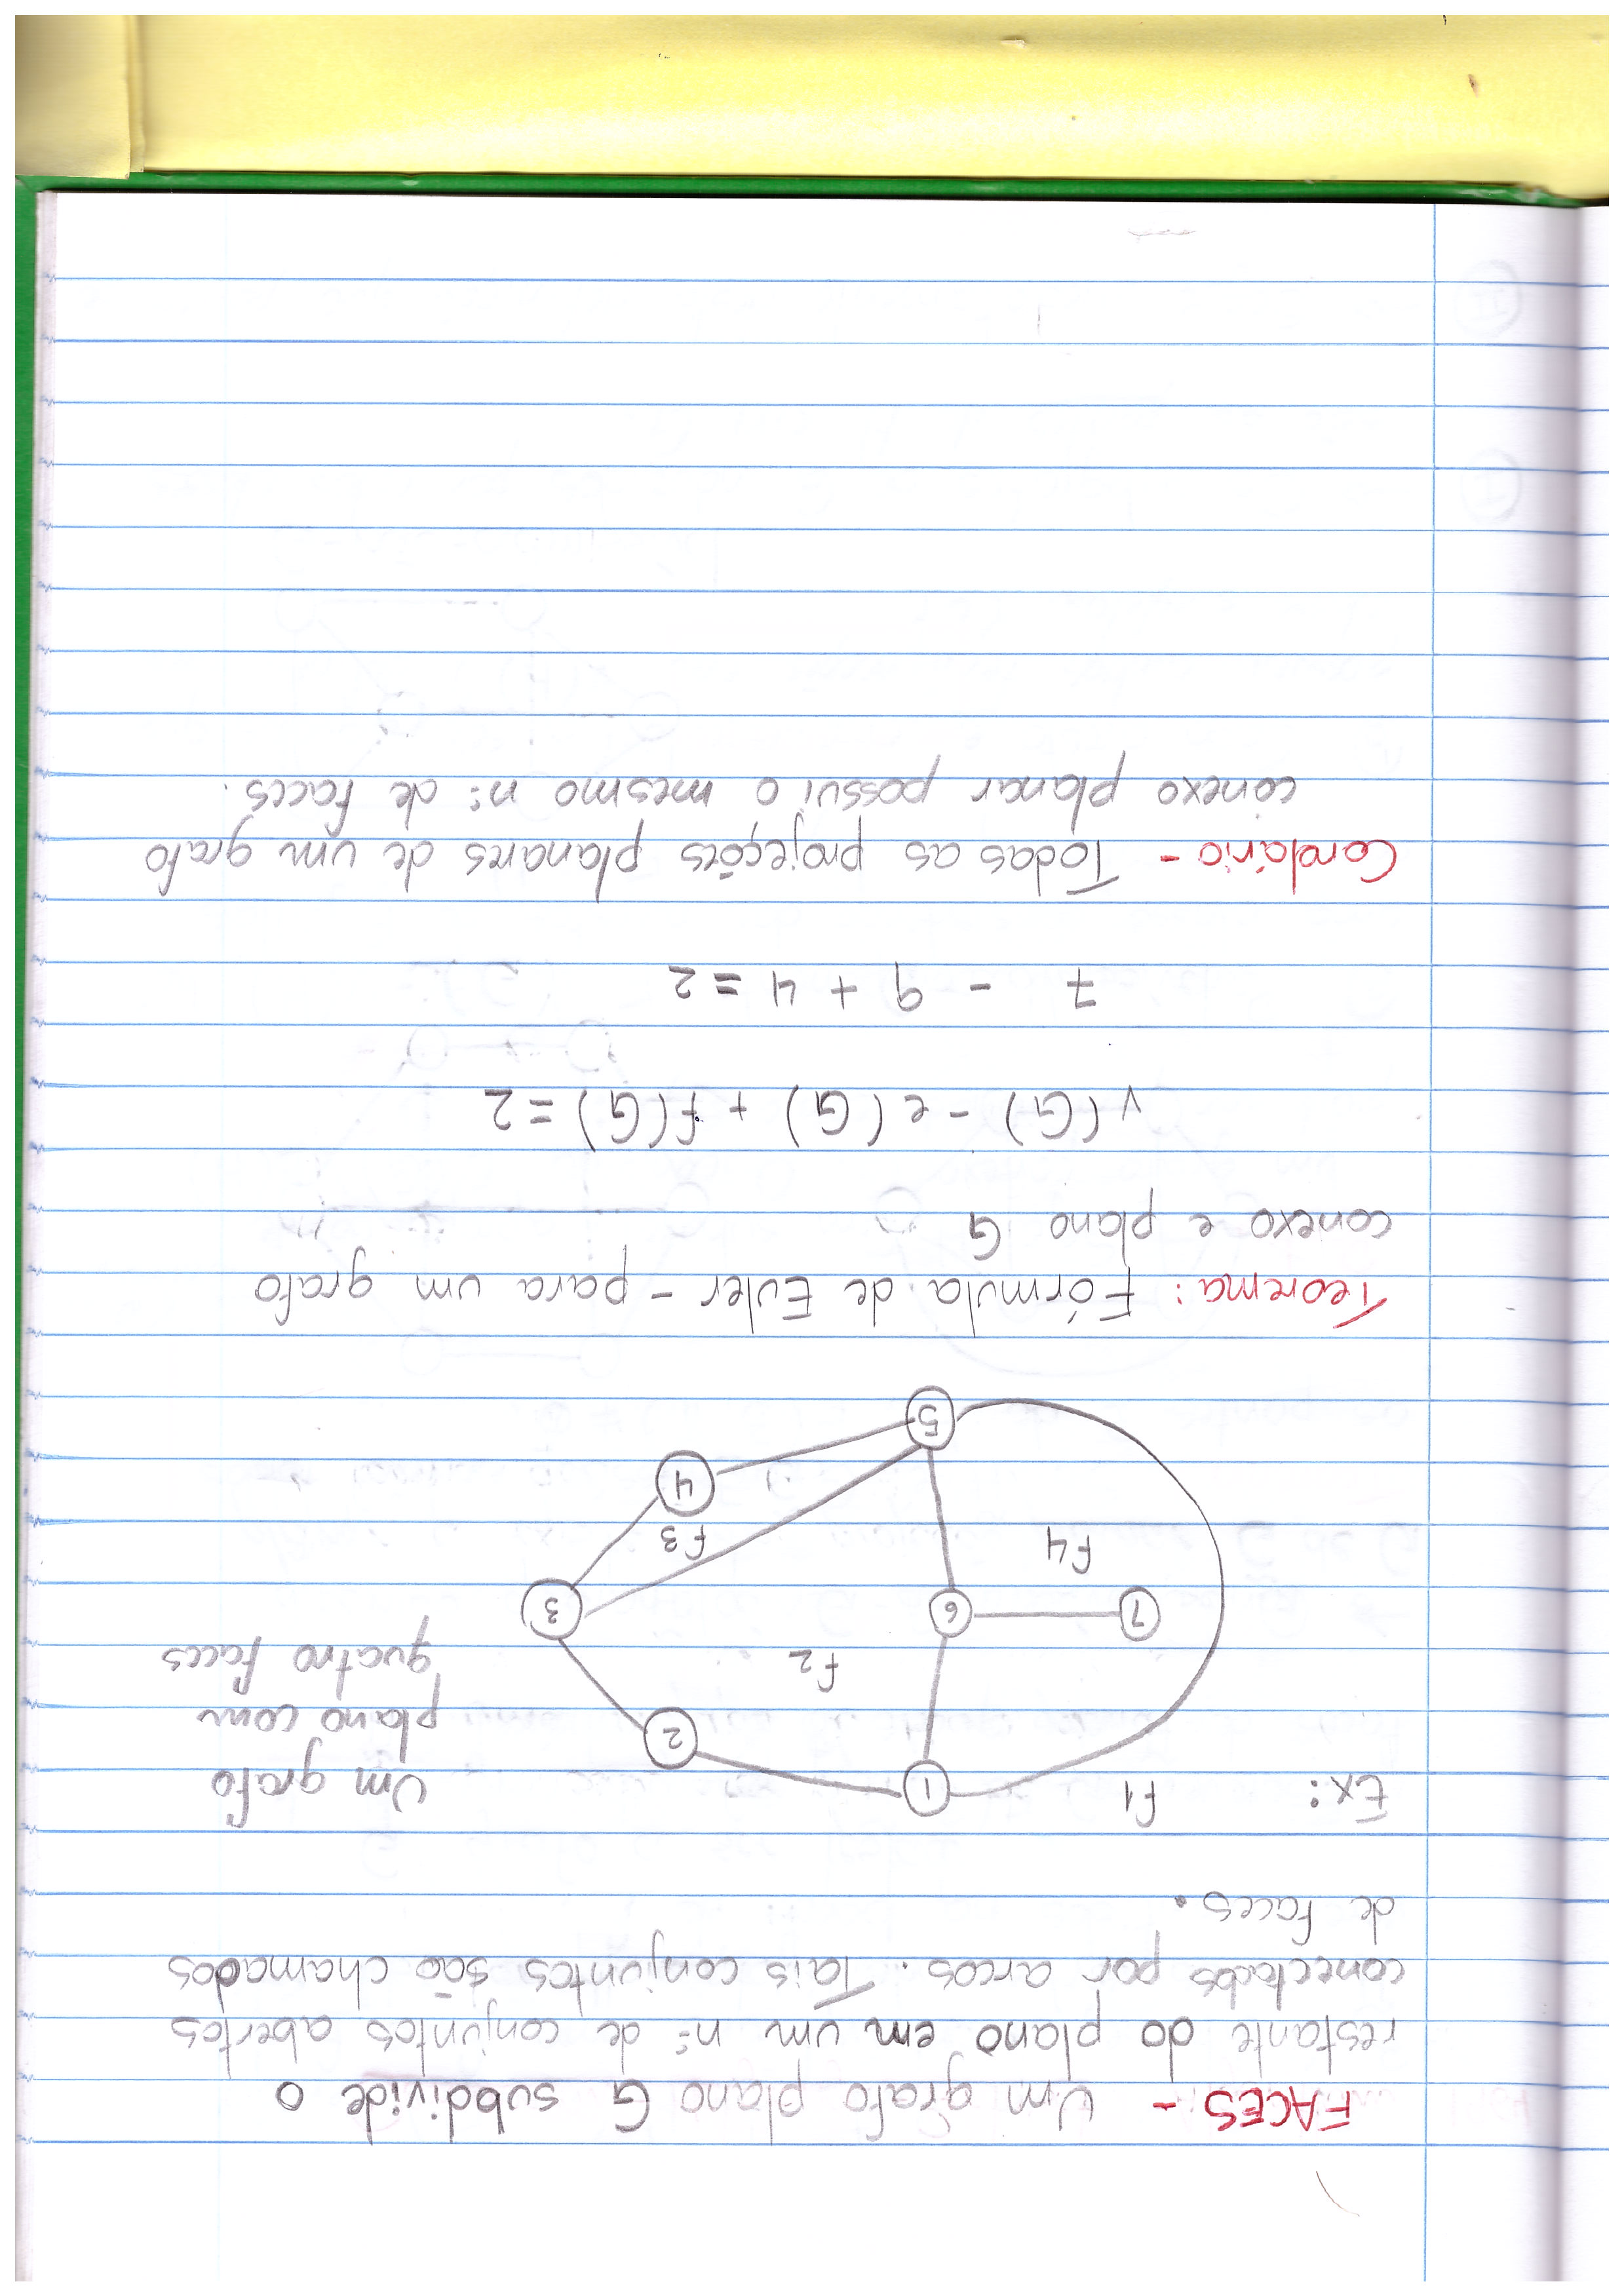 FACES - Um grafo plano G subdivide o
restante do plano em um nº de conjuntos abertos
conectados por arcos. Tais conjuntos são chamados
de faces.
Ex: f1 1 Um grafo
2 plano com
f2 quatro faces
7 6 3
f4 f3
4
5
Teorema: Fórmula de Euler - para um grafo
conexo e plano G
v(G) - e(G) + f(G) = 2
7 - 9 + 4 = 2
Corolário - Todas as projeções planares de um grafo
conexo planar possui o mesmo nº de faces.